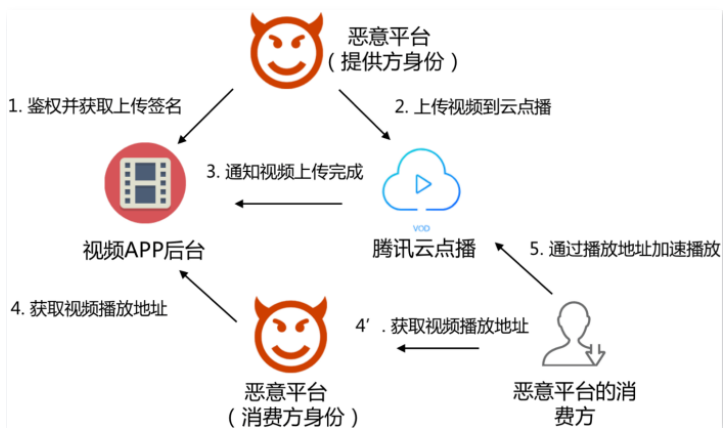 恶意平台
（提供方身份）
1. 鉴权并获取上传签名
2. 上传视频到云点播
3. 通知视频上传完成
VOD
视频APP后台
腾讯云点播
5. 通过播放地址加速播放
4. 获取视频播放地址
4’. 获取视频播放地址
恶意平台
（消费方身份）
恶意平台的消
费方